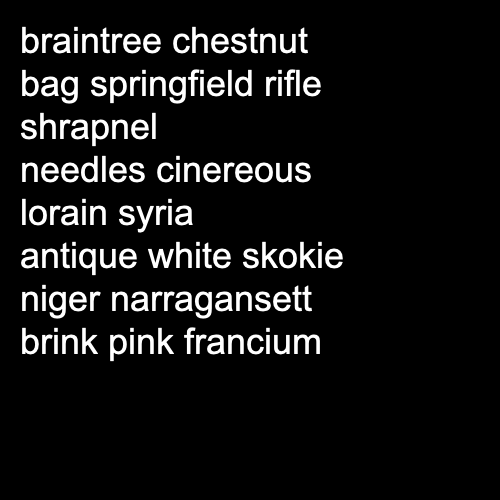 braintree chestnut
bag springfield rifle
shrapnel
needles cinereous
lorain syria
antique white skokie
niger narragansett
brink pink francium